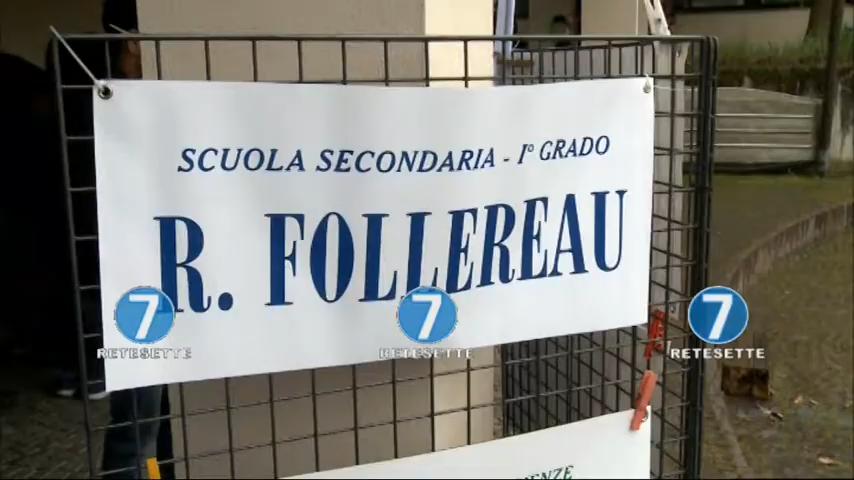 SCUOLA SECONDARIA - I° GRADO
R. FOLLEREAU
7 7 7
RETESETTE RETESETTE RETESETTE